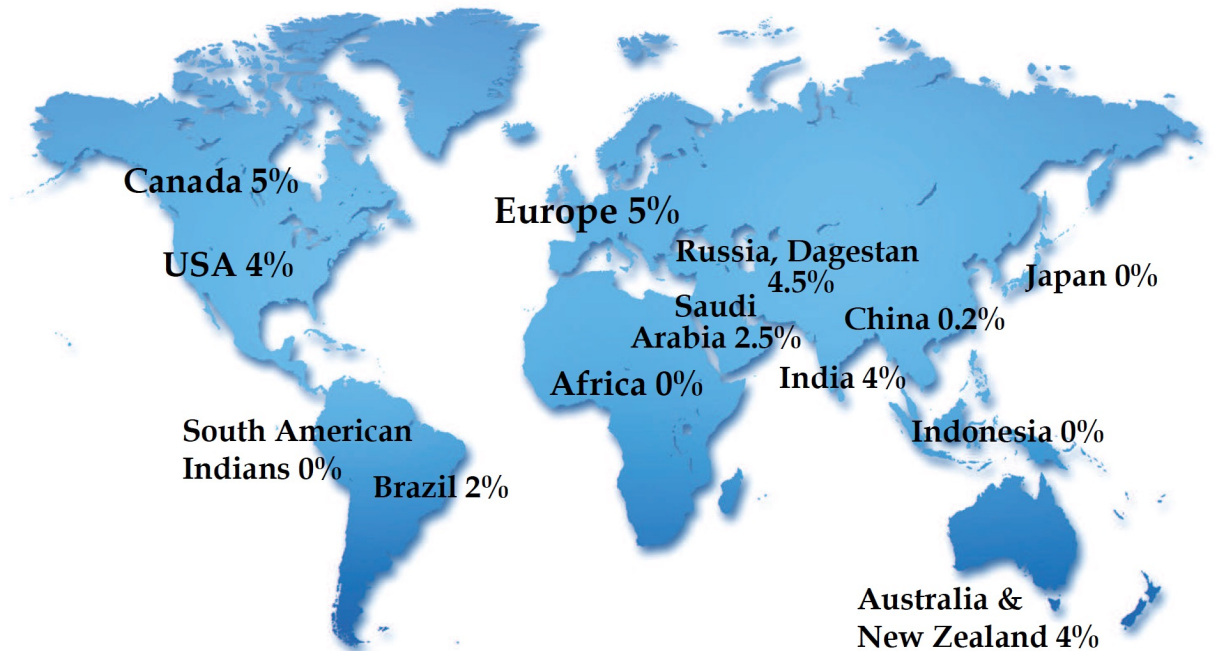 Canada 5%
Europe 5%
USA 4%
Russia, Dagestan
4.5%
Japan 0%
Saudi
Arabia 2.5%
China 0.2%
Africa 0%
India 4%
South American
Indians 0%
Indonesia 0%
Brazil 2%
Australia &
New Zealand 4%